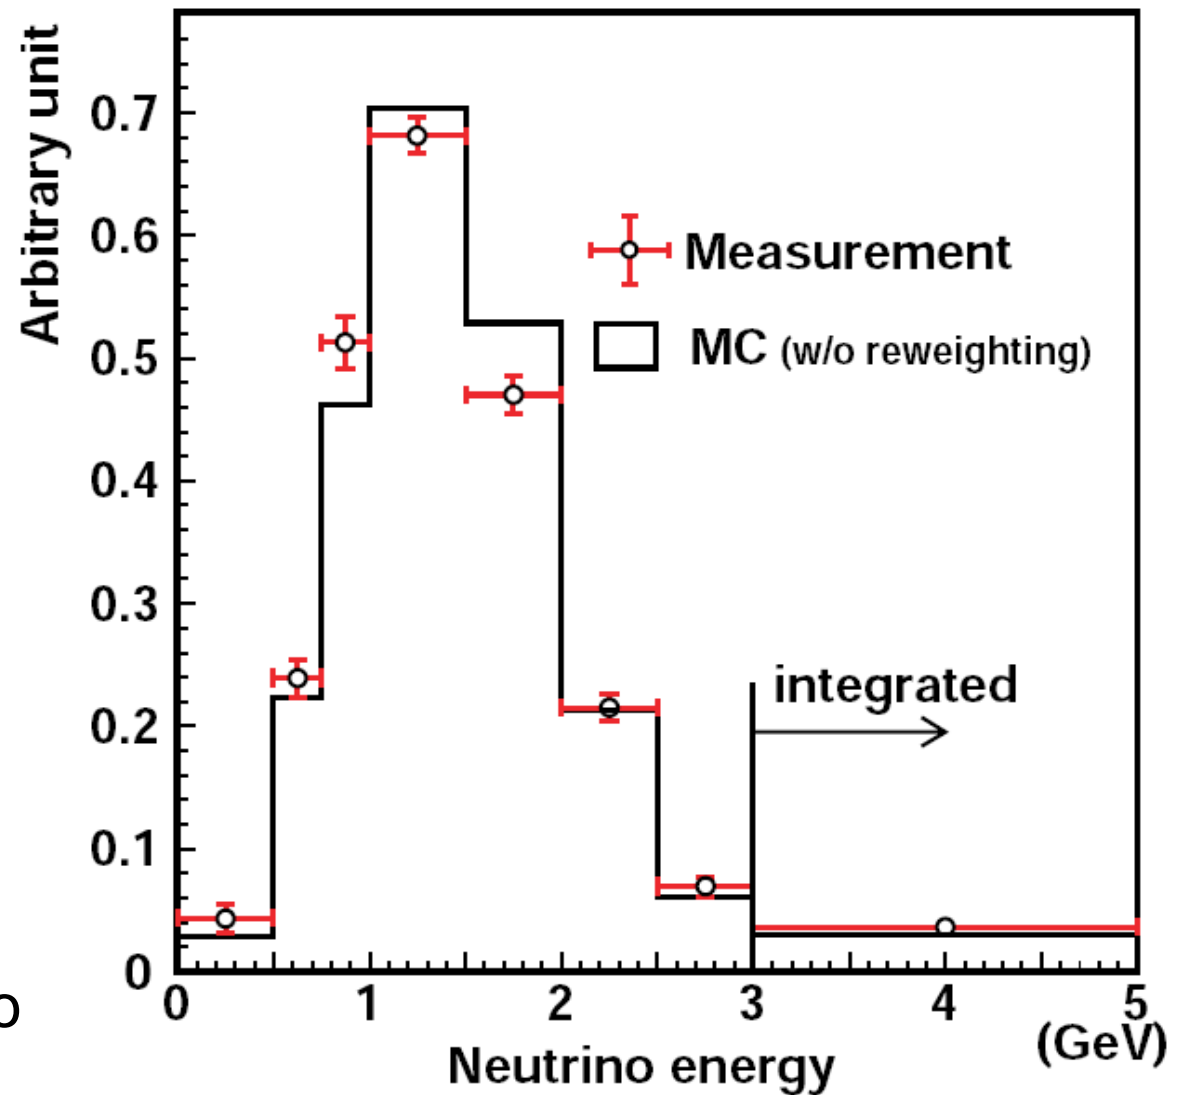 Arbitrary unit
0.7
0.6
0.5
0.4
0.3
0.2
0.1
0
Measurement
MC (w/o reweighting)
integrated
0 1 2 3 4 5
(GeV)
Neutrino energy